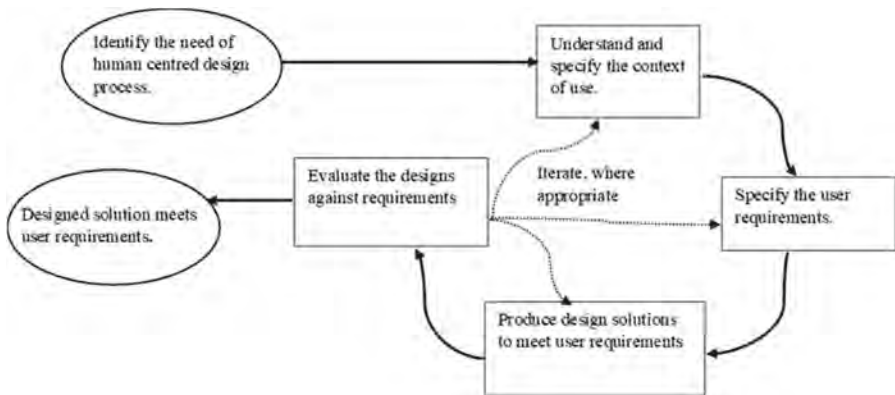 Identify the need of
human centred design
process.
Understand and
specify the context
of use.
Iterate, where
appropriate
Evaluate the designs
against requirements
Specify the user
requirements.
Designed solution meets
user requirements.
Produce design solutions
to meet user requirements